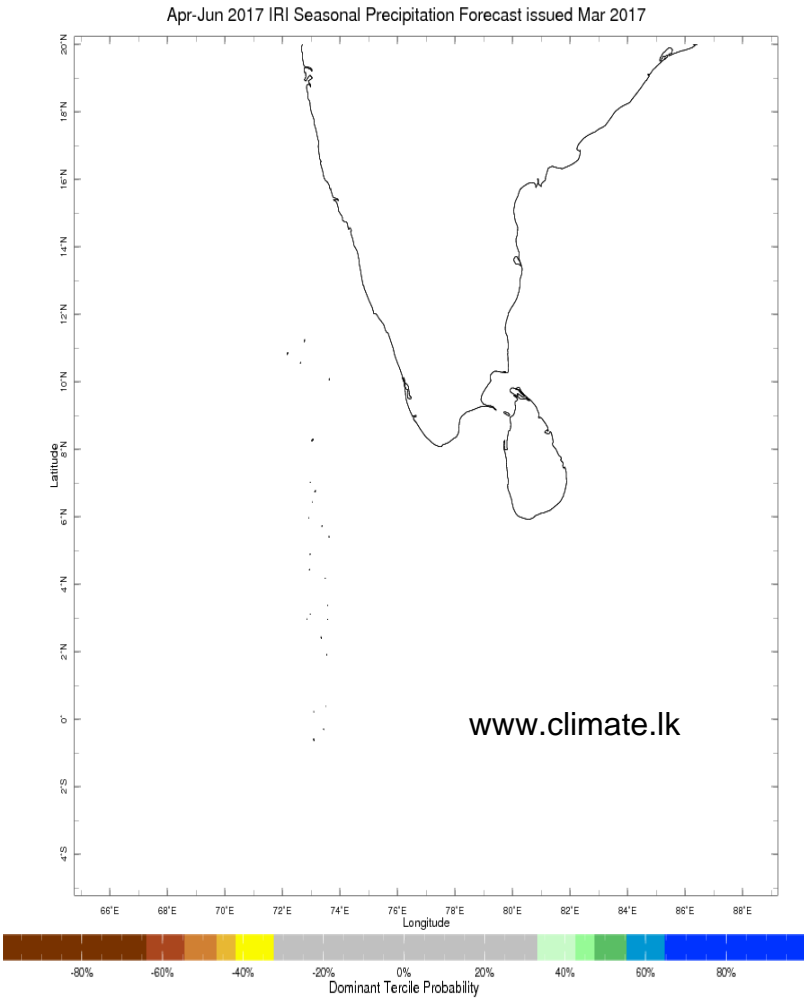 Apr-Jun 2017 IRI Seasonal Precipitation Forecast issued Mar 2017
20°N
18°N
16°N
14°N
12°N
10°N
8°N
6°N
4°N
2°N
0°
2°S
4°S
Latitude
www.climate.lk
66°E 68°E 70°E 72°E 74°E 76°E 78°E 80°E 82°E 84°E 86°E 88°E
Longitude
-80% -60% -40% -20% 0% 20% 40% 60% 80%
Dominant Tercile Probability